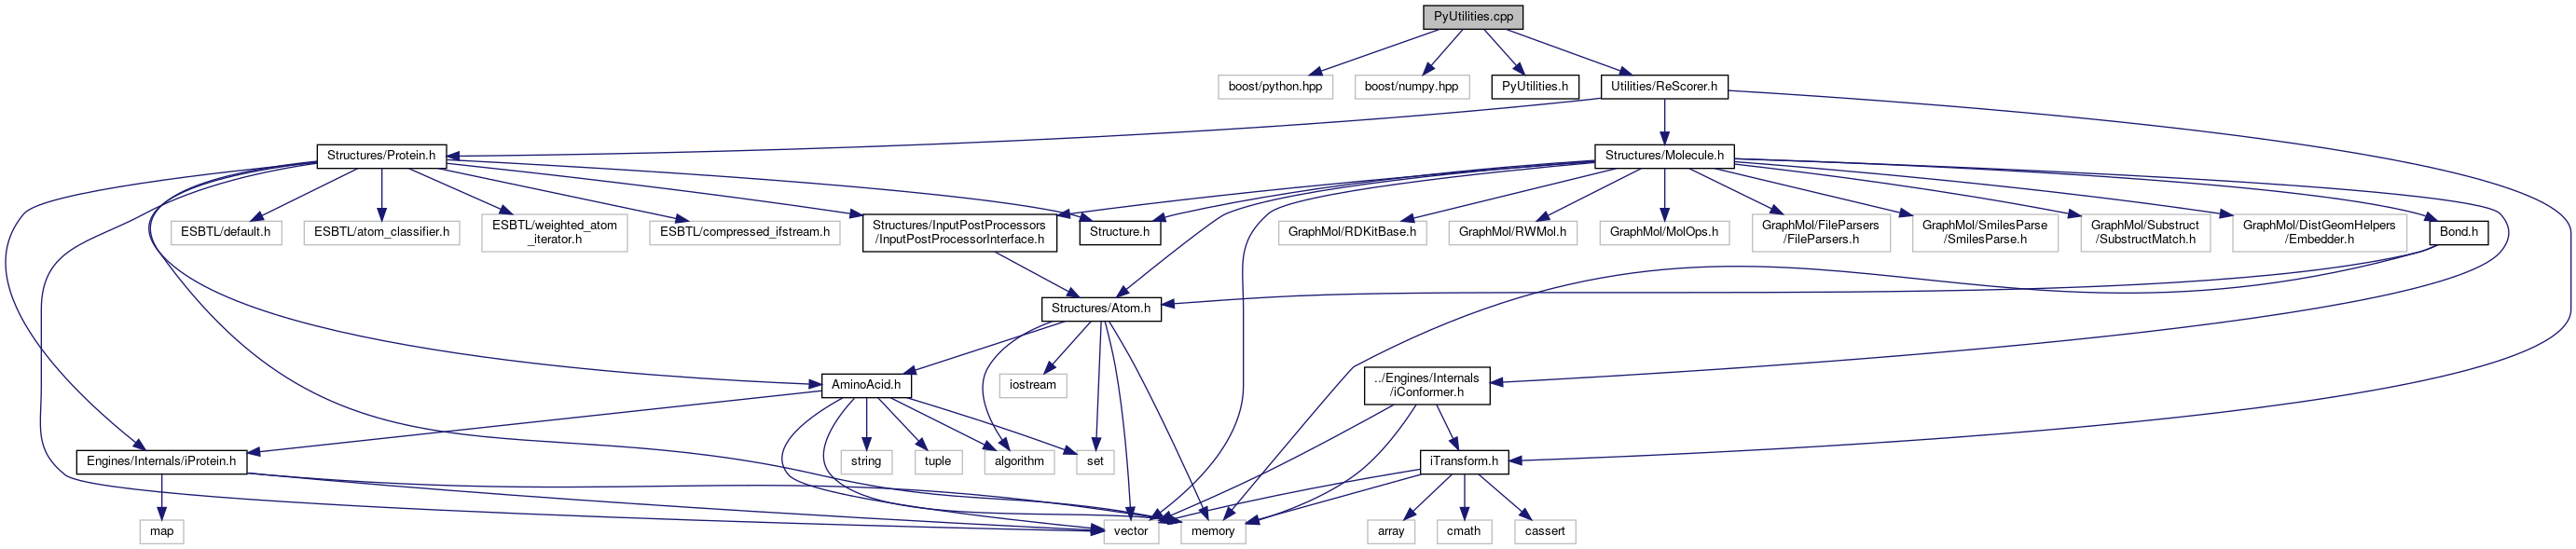 PyUtilities.cpp
boost/python.hpp
boost/numpy.hpp
PyUtilities.h
Utilities/ReScorer.h
Structures/Protein.h
Structures/Molecule.h
ESBTL/default.h
ESBTL/atom_classifier.h
ESBTL/weighted_atom
_iterator.h
ESBTL/compressed_ifstream.h
Structures/InputPostProcessors
/InputPostProcessorInterface.h
Structure.h
GraphMol/RDKitBase.h
GraphMol/RWMol.h
GraphMol/MolOps.h
GraphMol/FileParsers
/FileParsers.h
GraphMol/SmilesParse
/SmilesParse.h
GraphMol/Substruct
/SubstructMatch.h
GraphMol/DistGeomHelpers
/Embedder.h
Bond.h
Structures/Atom.h
AminoAcid.h
iostream
../Engines/Internals
/iConformer.h
Engines/Internals/iProtein.h
string
tuple
algorithm
set
iTransform.h
map
vector
memory
array
cmath
cassert